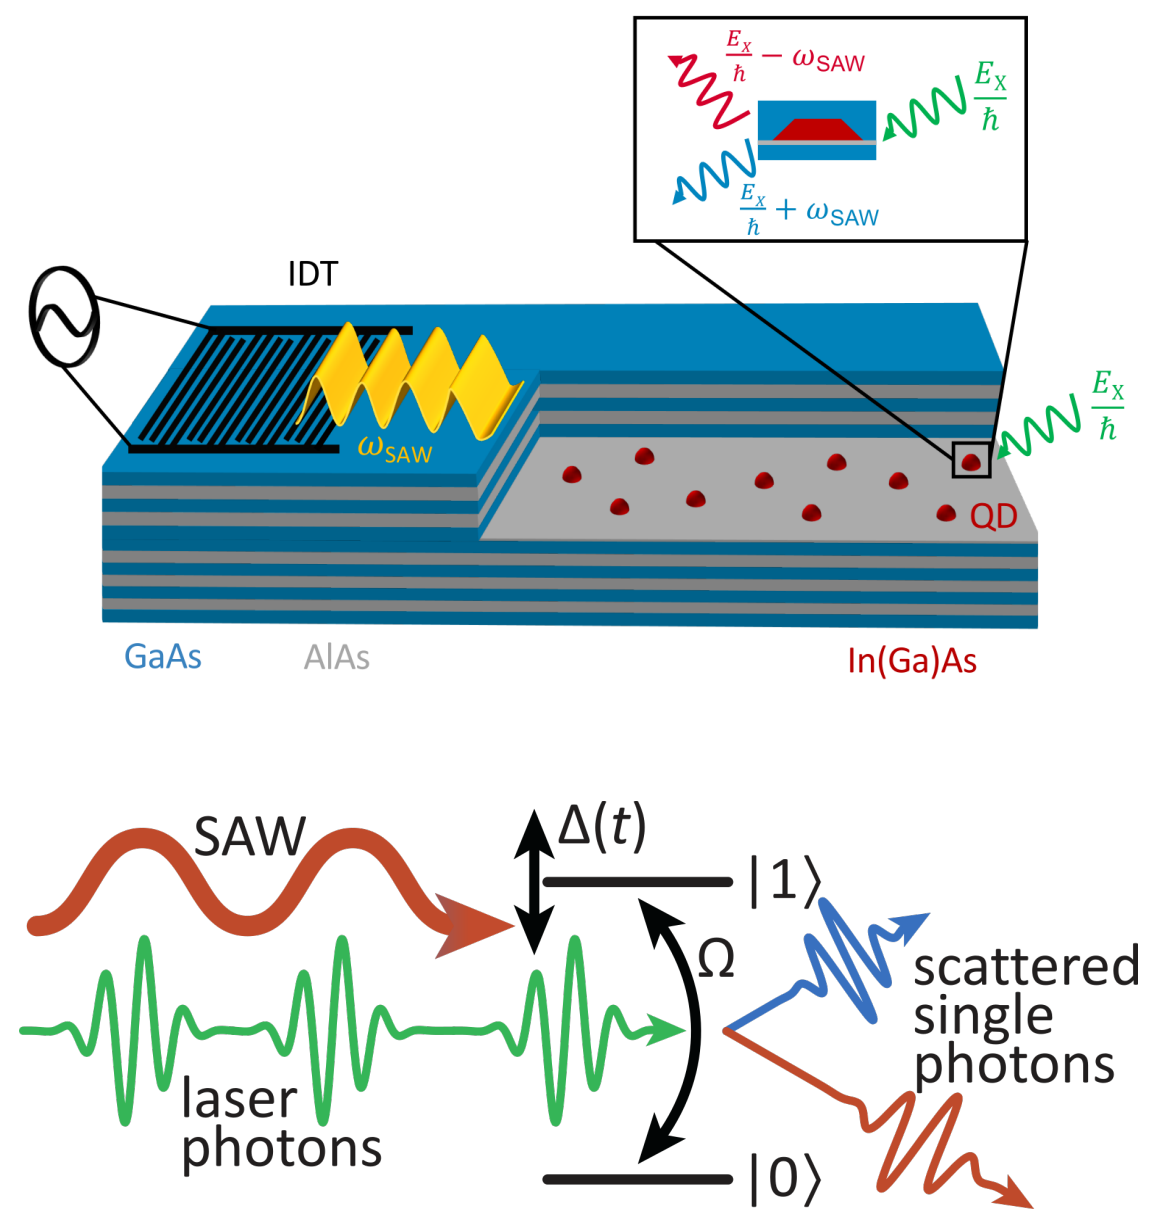 E_X/ħ − ω_SAW
E_X/ħ
E_X/ħ + ω_SAW
IDT
E_X/ħ
ω_SAW
QD
GaAs
AlAs
In(Ga)As
SAW
Δ(t)
|1⟩
Ω
scattered
single
photons
laser
photons
|0⟩